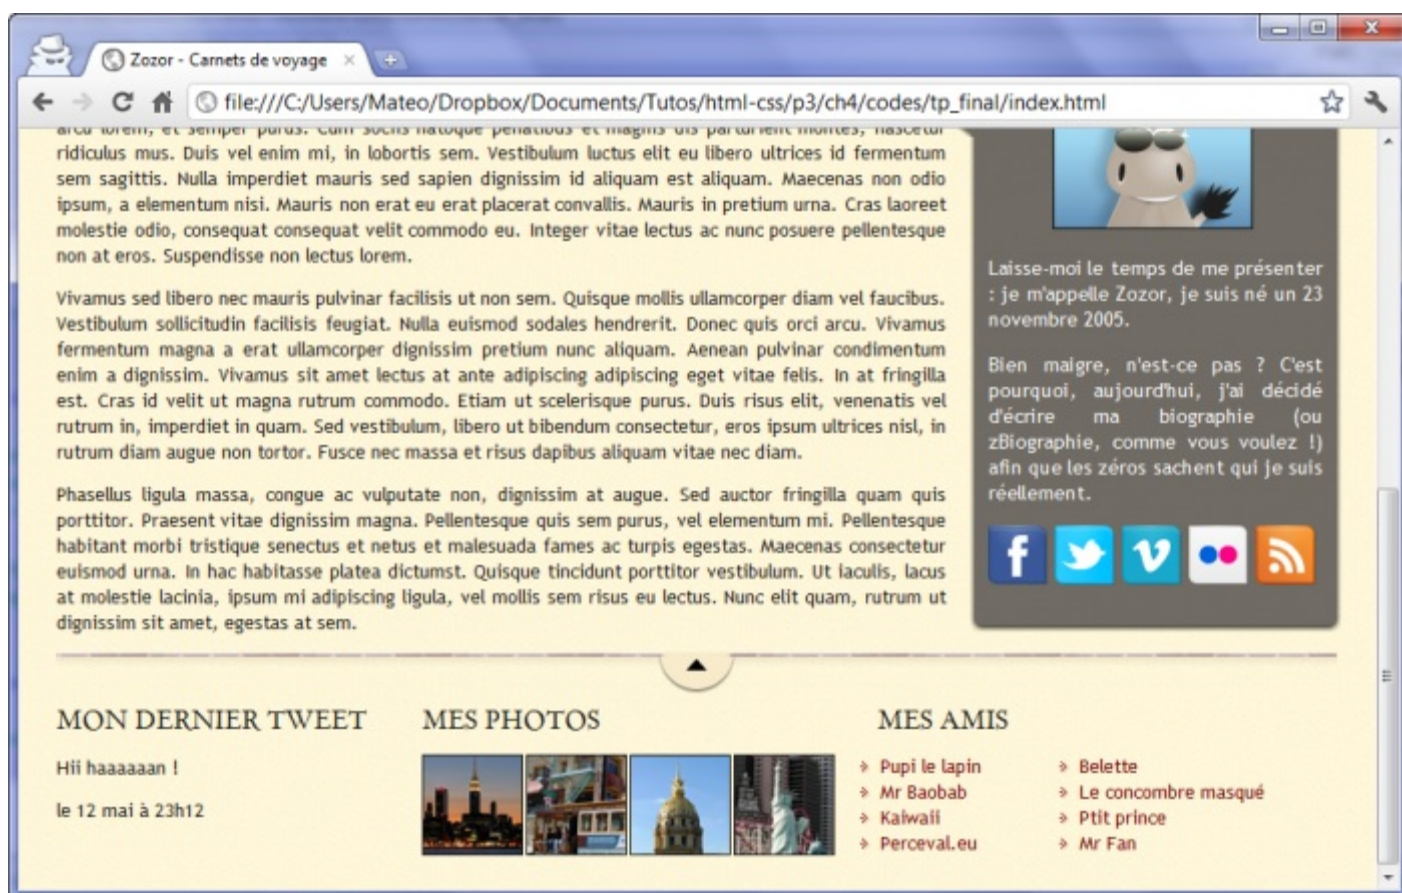 Zozor - Carnets de voyage
file:///C:/Users/Mateo/Dropbox/Documents/Tutos/html-css/p3/ch4/codes/tp_final/index.html
arcu lorem, et semper purus. Cum sociis natoque penatibus et magnis dis parturient montes, nascetur
ridiculus mus. Duis vel enim mi, in lobortis sem. Vestibulum luctus elit eu libero ultrices id fermentum
sem sagittis. Nulla imperdiet mauris sed sapien dignissim id aliquam est aliquam. Maecenas non odio
ipsum, a elementum nisi. Mauris non erat eu erat placerat convallis. Mauris in pretium urna. Cras laoreet
molestie odio, consequat consequat velit commodo eu. Integer vitae lectus ac nunc posuere pellentesque
non at eros. Suspendisse non lectus lorem.
Vivamus sed libero nec mauris pulvinar facilisis ut non sem. Quisque mollis ullamcorper diam vel faucibus.
Vestibulum sollicitudin facilisis feugiat. Nulla euismod sodales hendrerit. Donec quis orci arcu. Vivamus
fermentum magna a erat ullamcorper dignissim pretium nunc aliquam. Aenean pulvinar condimentum
enim a dignissim. Vivamus sit amet lectus at ante adipiscing adipiscing eget vitae felis. In at fringilla
est. Cras id velit ut magna rutrum commodo. Etiam ut scelerisque purus. Duis risus elit, venenatis vel
rutrum in, imperdiet in quam. Sed vestibulum, libero ut bibendum consectetur, eros ipsum ultrices nisl, in
rutrum diam augue non tortor. Fusce nec massa et risus dapibus aliquam vitae nec diam.
Phasellus ligula massa, congue ac vulputate non, dignissim at augue. Sed auctor fringilla quam quis
porttitor. Praesent vitae dignissim magna. Pellentesque quis sem purus, vel elementum mi. Pellentesque
habitant morbi tristique senectus et netus et malesuada fames ac turpis egestas. Maecenas consectetur
euismod urna. In hac habitasse platea dictumst. Quisque tincidunt porttitor vestibulum. Ut iaculis, lacus
at molestie lacinia, ipsum mi adipiscing ligula, vel mollis sem risus eu lectus. Nunc elit quam, rutrum ut
dignissim sit amet, egestas at sem.
Laisse-moi le temps de me présenter
: je m'appelle Zozor, je suis né un 23
novembre 2005.
Bien maigre, n'est-ce pas ? C'est
pourquoi, aujourd'hui, j'ai décidé
d'écrire ma biographie (ou
zBiographie, comme vous voulez !)
afin que les zéros sachent qui je suis
réellement.
MON DERNIER TWEET
Hii haaaaaan !
le 12 mai à 23h12
MES PHOTOS
MES AMIS
Pupi le lapin
Mr Baobab
Kaiwaii
Perceval.eu
Belette
Le concombre masqué
Ptit prince
Mr Fan